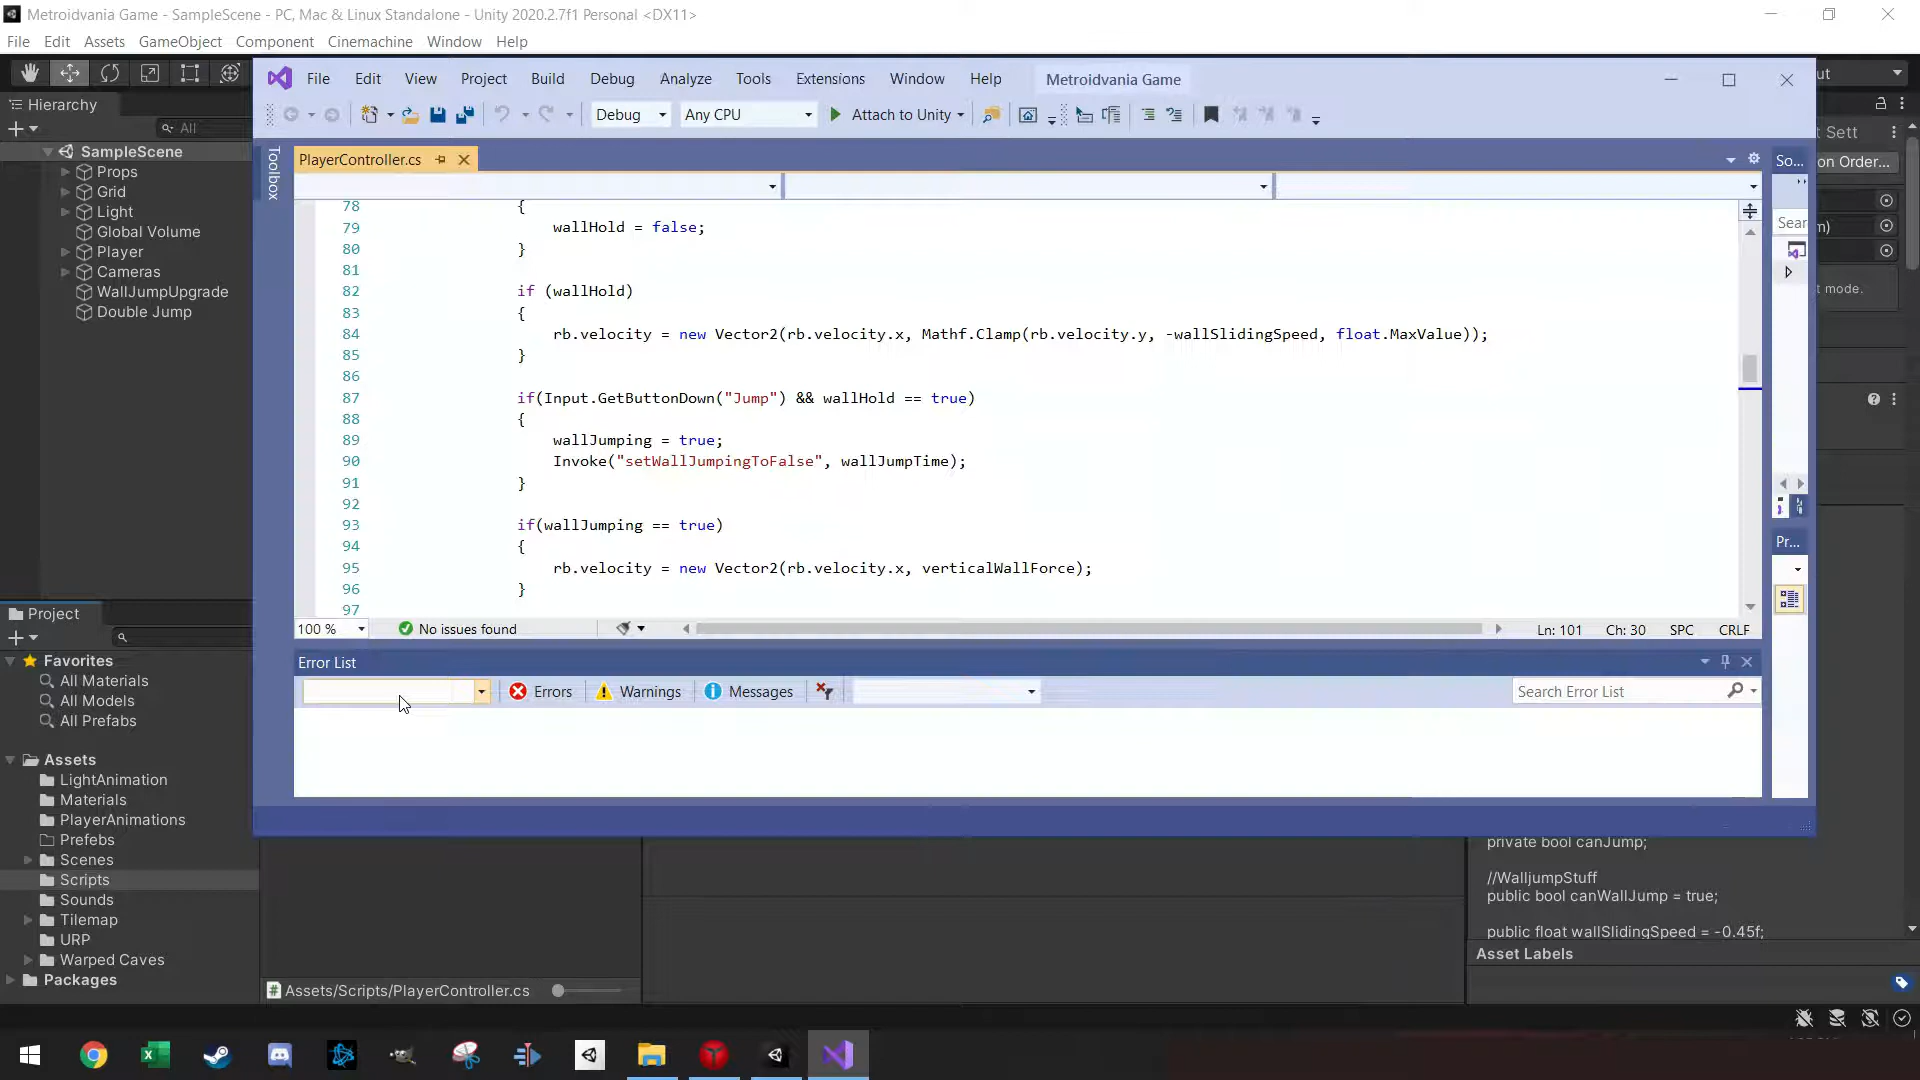 Metroidvania Game - SampleScene - PC, Mac & Linux Standalone - Unity 2020.2.7f1 Personal <DX11>
File Edit Assets GameObject Component Cinemachine Window Help
File Edit View Project Build Debug Analyze Tools Extensions Window Help Metroidvania Game
Debug Any CPU Attach to Unity
ut
Hierarchy
All
SampleScene
Props
Grid
Light
Global Volume
Player
Cameras
WallJumpUpgrade
Double Jump
Toolbox
PlayerController.cs
78 {
79 wallHold = false;
80 }
81
82 if (wallHold)
83 {
84 rb.velocity = new Vector2(rb.velocity.x, Mathf.Clamp(rb.velocity.y, -wallSlidingSpeed, float.MaxValue));
85 }
86
87 if(Input.GetButtonDown("Jump") && wallHold == true)
88 {
89 wallJumping = true;
90 Invoke("setWallJumpingToFalse", wallJumpTime);
91 }
92
93 if(wallJumping == true)
94 {
95 rb.velocity = new Vector2(rb.velocity.x, verticalWallForce);
96 }
97
100 % No issues found Ln: 101 Ch: 30 SPC CRLF
Error List
Errors Warnings Messages Search Error List
So...
Sear
Pr...
t Sett
on Order...
m)
t mode.
Project
Favorites
All Materials
All Models
All Prefabs
Assets
LightAnimation
Materials
PlayerAnimations
Prefebs
Scenes
Scripts
Sounds
Tilemap
URP
Warped Caves
Packages
Assets/Scripts/PlayerController.cs
private bool canJump;
//WalljumpStuff
public bool canWallJump = true;
public float wallSlidingSpeed = -0.45f;
Asset Labels